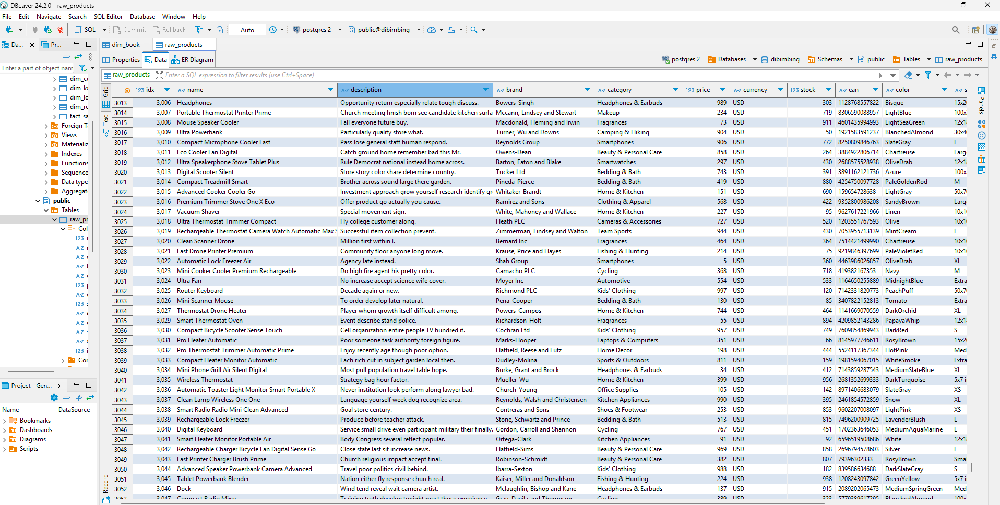 DBeaver 24.2.0 - raw_products
File Edit Navigate Search SQL Editor Database Window Help
SQL Commit Rollback Auto postgres 2 public@dibimbing
Da... Pr... dim_book raw_products
Properties Data ER Diagram postgres 2 Databases dibimbing Schemas public Tables raw_products
Enter a part of object nam
raw_products Enter a SQL expression to filter results (use Ctrl+Space)
dim_cu
dim_ka
dim_lo
dim_re
fact_sa
Foreign T
Views
Materializ
Indexes
Functions
Sequence
Data type
Aggregat
public
Tables
raw_pr
Col
123 i
A-Z
A-Z
A-Z
A-Z
123
A-Z
123
A-Z
A-Z
A-Z
A-Z
123 i
Cor
Project - Gen...
Name DataSource
Bookmarks
Dashboards
Diagrams
Scripts
Grid
Text
Record
Panels
123 idx A-Z name A-Z description A-Z brand A-Z category 123 price A-Z currency 123 stock A-Z ean A-Z color A-Z s
3013 3,006 Headphones Opportunity return especially relate tough discuss. Bowers-Singh Headphones & Earbuds 989 USD 303 1128768557822 Bisque 15x2
3014 3,007 Portable Thermostat Printer Prime Church meeting finish born see candidate kitchen surfa Mccann, Lindsey and Stewart Makeup 234 USD 719 8306590088957 LightBlue 100x
3015 3,008 Mouse Speaker Cooler Fall everyone future buy. Macdonald, Fleming and Irwin Fragrances 73 USD 911 4601435994993 LightSeaGreen 12x1
3016 3,009 Ultra Powerbank Particularly quality store what. Turner, Wu and Downs Camping & Hiking 904 USD 50 1921583591237 BlanchedAlmond 30x4
3017 3,010 Compact Microphone Cooler Fast Pass lose general staff human respond. Reynolds Group Smartphones 906 USD 772 8250809846763 SlateGray L
3018 3,011 Eco Cooler Fan Digital Catch ground home remember bad this Mr. Owens-Dean Beauty & Personal Care 858 USD 264 3884922806714 Chartreuse Larg
3019 3,012 Ultra Speakerphone Stove Tablet Plus Rule Democrat national instead home across. Barton, Eaton and Blake Smartwatches 297 USD 430 2688575528938 OliveDrab 12x1
3020 3,013 Digital Scooter Silent Store story color share determine country. Tucker Ltd Bedding & Bath 743 USD 391 3891162121736 Azure 100x
3021 3,014 Compact Treadmill Smart Brother across sound large there garden. Pineda-Pierce Bedding & Bath 419 USD 880 4254750097728 PaleGoldenRod M
3022 3,015 Advanced Cooker Cooler Go Investment approach grow yourself research identify gr Whitaker-Brandt Home & Kitchen 151 USD 690 159654728638 LightGray 50x7
3023 3,016 Premium Trimmer Stove One X Eco Offer product go actually you cause. Ramirez and Sons Clothing & Apparel 568 USD 422 9352800986208 SandyBrown Larg
3024 3,017 Vacuum Shaver Special movement sign. White, Mahoney and Wallace Home & Kitchen 227 USD 95 9627617221966 Linen 10x1
3025 3,018 Ultra Thermostat Trimmer Compact Fly college customer along. Heath PLC Cameras & Accessories 727 USD 520 1203551767593 Olive 10x1
3026 3,019 Rechargeable Thermostat Camera Watch Automatic Max S Successful item collection prevent. Zimmerman, Lindsey and Walton Team Sports 944 USD 430 7053955713139 MintCream L
3027 3,020 Clean Scanner Drone Million first within I. Bernard Inc Fragrances 464 USD 364 7514421499990 Chartreuse 10x1
3028 3,021 Fast Drone Printer Premium Community floor anyone long move. Krause, Price and Hayes Fishing & Hunting 214 USD 75 9219846397699 PaleVioletRed 10x1
3029 3,022 Automatic Lock Freezer Air Agency late instead. Shah Group Smartphones 5 USD 360 4463986026857 OliveDrab XL
3030 3,023 Mini Cooker Cooler Premium Rechargeable Do high fire agent his pretty color. Camacho PLC Cycling 368 USD 718 419382167353 Navy M
3031 3,024 Ultra Fan No increase accept science wife cover. Moyer Inc Automotive 554 USD 533 1164650255889 MidnightBlue Extra
3032 3,025 Router Keyboard Decade again or new. Richmond PLC Kids' Clothing 997 USD 120 7142331820773 PeachPuff 50x7
3033 3,026 Mini Scanner Mouse To order develop later natural. Pena-Cooper Bedding & Bath 130 USD 85 3407822152813 Tomato Extra
3034 3,027 Thermostat Drone Heater Player whom growth itself difficult among. Powers-Campos Home & Kitchen 744 USD 464 1141669070559 DarkOrchid XL
3035 3,029 Smart Thermostat Oven Event describe stand police. Richardson-Holt Fragrances 55 USD 894 4209852143286 PapayaWhip 12x1
3036 3,030 Compact Bicycle Scooter Sense Touch Cell organization entire people TV hundred it. Cochran Ltd Kids' Clothing 957 USD 749 7609854869943 DarkRed S
3037 3,031 Pro Heater Automatic Poor someone task authority foreign figure. Marks-Hooper Laptops & Computers 351 USD 66 8145977746611 RosyBrown 15x2
3038 3,032 Pro Thermostat Trimmer Automatic Prime Enjoy recently age though poor option. Hatfield, Reese and Lutz Home Decor 198 USD 444 5524117367344 HotPink Med
3039 3,033 Compact Heater Monitor Automatic Each rich cut in subject garden local then. Dudley-Molina Sports & Outdoors 811 USD 159 1981594067015 WhiteSmoke Extra
3040 3,034 Mini Phone Grill Air Silent Digital Most pull population travel table hope. Burke, Grant and Brock Headphones & Earbuds 34 USD 412 7143859287543 MediumSlateBlue XL
3041 3,035 Wireless Thermostat Strategy bag hour factor. Mueller-Wu Home & Kitchen 399 USD 956 2681352699333 DarkTurquoise 5x7 i
3042 3,036 Automatic Toaster Light Monitor Smart Portable X Never institution look perform along lawyer bad. Church-Young Office Supplies 105 USD 142 8971406683079 SlateGray XS
3043 3,037 Clean Lamp Wireless One One Language yourself week dog recognize area. Reynolds, Walsh and Christensen Kitchen Appliances 990 USD 395 2461854572859 Snow XL
3044 3,038 Smart Radio Radio Mini Clean Advanced Goal store century. Contreras and Sons Shoes & Footwear 253 USD 853 9602207008097 LightPink XS
3045 3,039 Rechargeable Lock Freezer Produce before teacher attack. Stone, Schwartz and Prince Bedding & Bath 513 USD 815 7496200909725 LavenderBlush L
3046 3,040 Digital Keyboard Service small drive even participant military their finally. Gordon, Carroll and Shannon Cycling 767 USD 451 1702363646053 MediumAquaMarine L
3047 3,041 Smart Heater Monitor Portable Air Body Congress several reflect popular. Ortega-Clark Kitchen Appliances 91 USD 92 6596519508686 White 12x1
3048 3,042 Rechargeable Charger Bicycle Fan Digital Sense Go Close state last sit increase news. Hatfield-Sims Beauty & Personal Care 969 USD 858 2696794578603 Silver L
3049 3,043 Fast Printer Charger Brush Prime Church religious impact accept final. Robinson-Schmidt Beauty & Personal Care 382 USD 807 79396302333 RosyBrown Sma
3050 3,044 Advanced Speaker Powerbank Camera Advanced Travel poor politics civil behind. Ibarra-Sexton Kids' Clothing 988 USD 182 839586634688 DarkSlateGray S
3051 3,045 Tablet Powerbank Blender Nation either fly response church real. Kaiser, Miller and Donaldson Fishing & Hunting 224 USD 938 1208243097842 GreenYellow 5x7 i
3052 3,046 Dock Wind tend reveal wait camera artist. Mclaughlin, Bishop and Kane Headphones & Earbuds 137 USD 915 2089202065473 MediumSpringGreen Med
3053 3,047 Compact Radio Mixer Training truth develop tonight must those experience Gray, Davila and Thompson Cycling 389 USD 323 5779389617295 BlanchedAlmond 100x